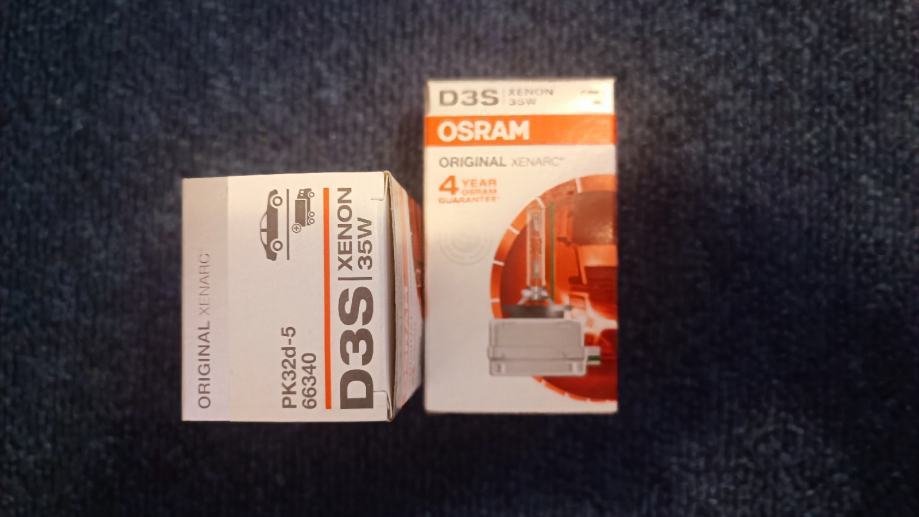 ORIGINAL XENARC
PK32d-5
66340
D3S XENON
35W
D3S XENON
35W
OSRAM
ORIGINAL XENARC®
4 YEAR
OSRAM
GUARANTEE